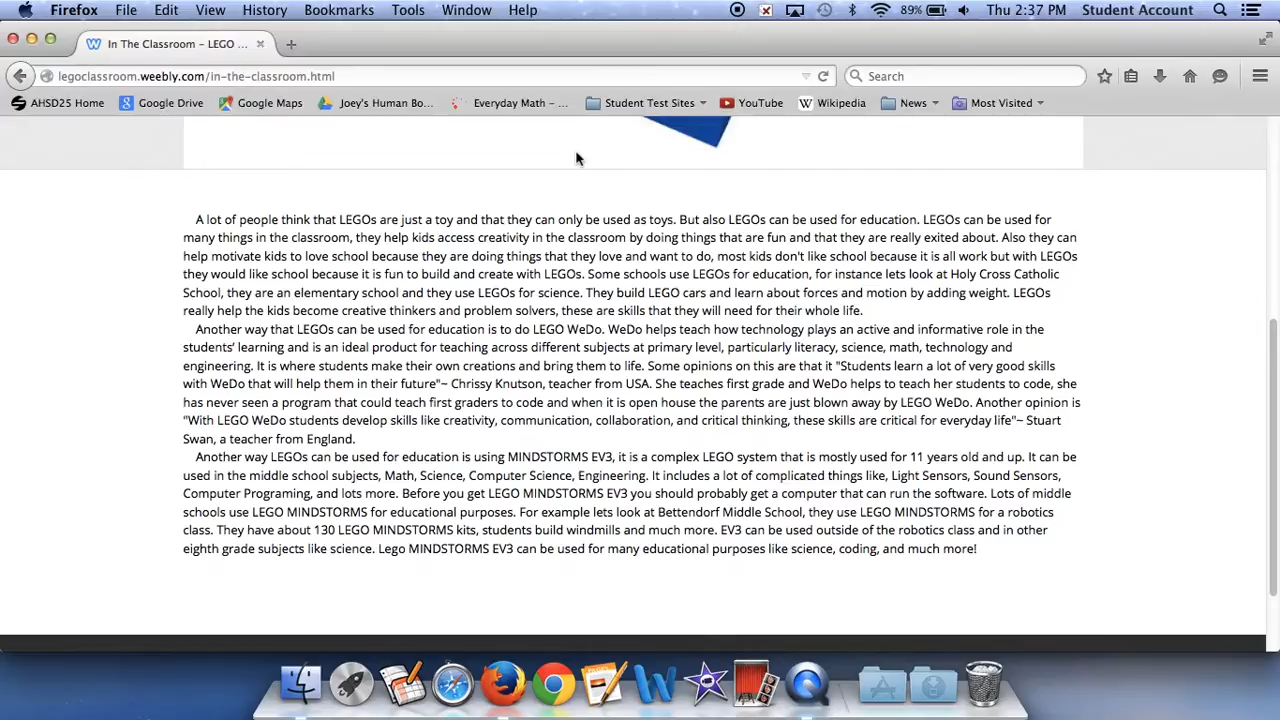 Firefox File Edit View History Bookmarks Tools Window Help 89% Thu 2:37 PM Student Account
In The Classroom - LEGO ...
legoclassroom.weebly.com/in-the-classroom.html Search
AHSD25 Home Google Drive Google Maps Joey's Human Bo... Everyday Math - ... Student Test Sites YouTube Wikipedia News Most Visited
A lot of people think that LEGOs are just a toy and that they can only be used as toys. But also LEGOs can be used for education. LEGOs can be used for
many things in the classroom, they help kids access creativity in the classroom by doing things that are fun and that they are really exited about. Also they can
help motivate kids to love school because they are doing things that they love and want to do, most kids don't like school because it is all work but with LEGOs
they would like school because it is fun to build and create with LEGOs. Some schools use LEGOs for education, for instance lets look at Holy Cross Catholic
School, they are an elementary school and they use LEGOs for science. They build LEGO cars and learn about forces and motion by adding weight. LEGOs
really help the kids become creative thinkers and problem solvers, these are skills that they will need for their whole life.
Another way that LEGOs can be used for education is to do LEGO WeDo. WeDo helps teach how technology plays an active and informative role in the
students’ learning and is an ideal product for teaching across different subjects at primary level, particularly literacy, science, math, technology and
engineering. It is where students make their own creations and bring them to life. Some opinions on this are that it "Students learn a lot of very good skills
with WeDo that will help them in their future"~ Chrissy Knutson, teacher from USA. She teaches first grade and WeDo helps to teach her students to code, she
has never seen a program that could teach first graders to code and when it is open house the parents are just blown away by LEGO WeDo. Another opinion is
"With LEGO WeDo students develop skills like creativity, communication, collaboration, and critical thinking, these skills are critical for everyday life"~ Stuart
Swan, a teacher from England.
Another way LEGOs can be used for education is using MINDSTORMS EV3, it is a complex LEGO system that is mostly used for 11 years old and up. It can be
used in the middle school subjects, Math, Science, Computer Science, Engineering. It includes a lot of complicated things like, Light Sensors, Sound Sensors,
Computer Programing, and lots more. Before you get LEGO MINDSTORMS EV3 you should probably get a computer that can run the software. Lots of middle
schools use LEGO MINDSTORMS for educational purposes. For example lets look at Bettendorf Middle School, they use LEGO MINDSTORMS for a robotics
class. They have about 130 LEGO MINDSTORMS kits, students build windmills and much more. EV3 can be used outside of the robotics class and in other
eighth grade subjects like science. Lego MINDSTORMS EV3 can be used for many educational purposes like science, coding, and much more!